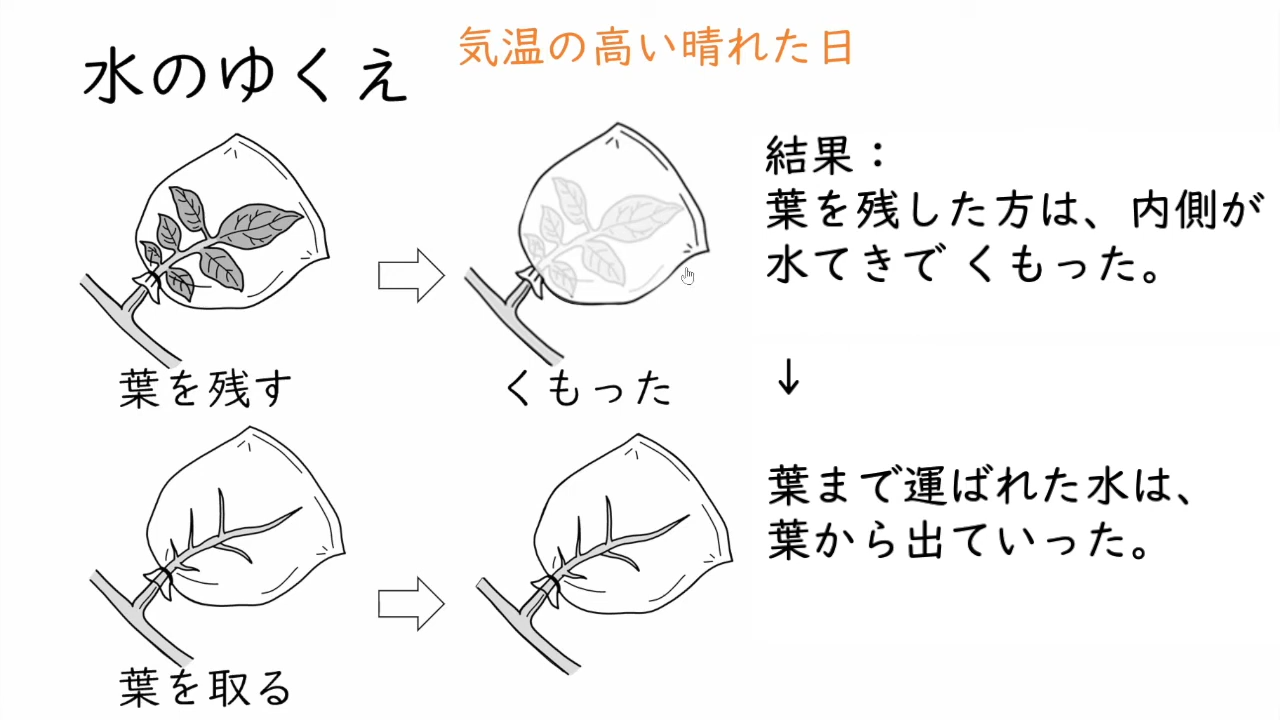 水のゆくえ
気温の高い晴れた日
葉を残す
くもった
葉を取る
結果：
葉を残した方は、内側が
水てきで くもった。
↓
葉まで運ばれた水は、
葉から出ていった。